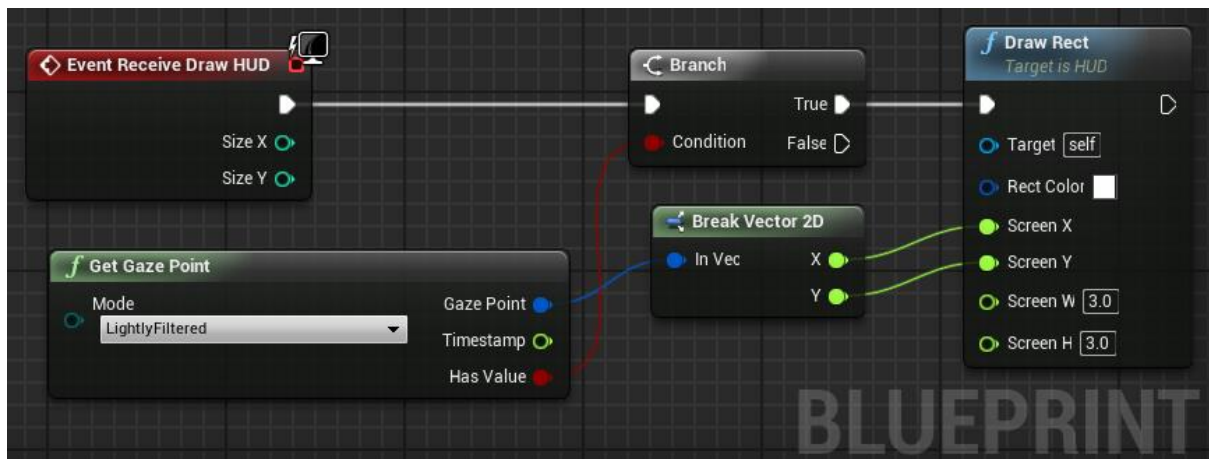 Event Receive Draw HUD
Size X
Size Y
Get Gaze Point
Mode
LightlyFiltered
Gaze Point
Timestamp
Has Value
Branch
True
Condition
False
Break Vector 2D
In Vec
X
Y
Draw Rect
Target is HUD
Target self
Rect Color
Screen X
Screen Y
Screen W 3.0
Screen H 3.0
BLUEPRINT